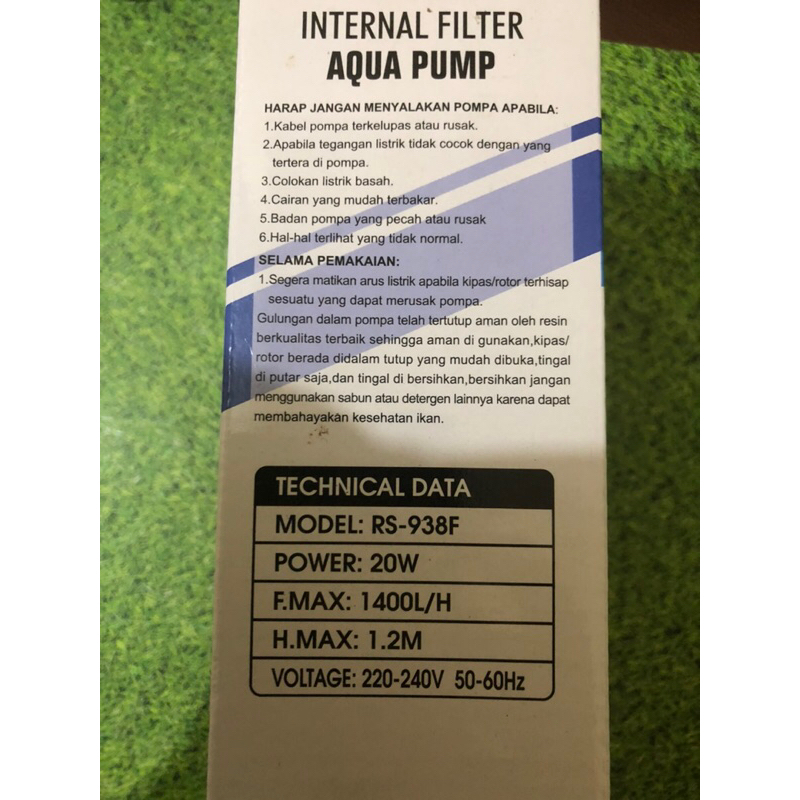 INTERNAL FILTER
AQUA PUMP
HARAP JANGAN MENYALAKAN POMPA APABILA:
1.Kabel pompa terkelupas atau rusak.
2.Apabila tegangan listrik tidak cocok dengan yang
tertera di pompa.
3.Colokan listrik basah.
4.Cairan yang mudah terbakar.
5.Badan pompa yang pecah atau rusak
6.Hal-hal terlihat yang tidak normal.
SELAMA PEMAKAIAN:
1.Segera matikan arus listrik apabila kipas/rotor terhisap
sesuatu yang dapat merusak pompa.
Gulungan dalam pompa telah tertutup aman oleh resin
berkualitas terbaik sehingga aman di gunakan,kipas/
rotor berada didalam tutup yang mudah dibuka,tingal
di putar saja,dan tingal di bersihkan,bersihkan jangan
menggunakan sabun atau detergen lainnya karena dapat
membahayakan kesehatan ikan.
TECHNICAL DATA
MODEL: RS-938F
POWER: 20W
F.MAX: 1400L/H
H.MAX: 1.2M
VOLTAGE: 220-240V 50-60Hz